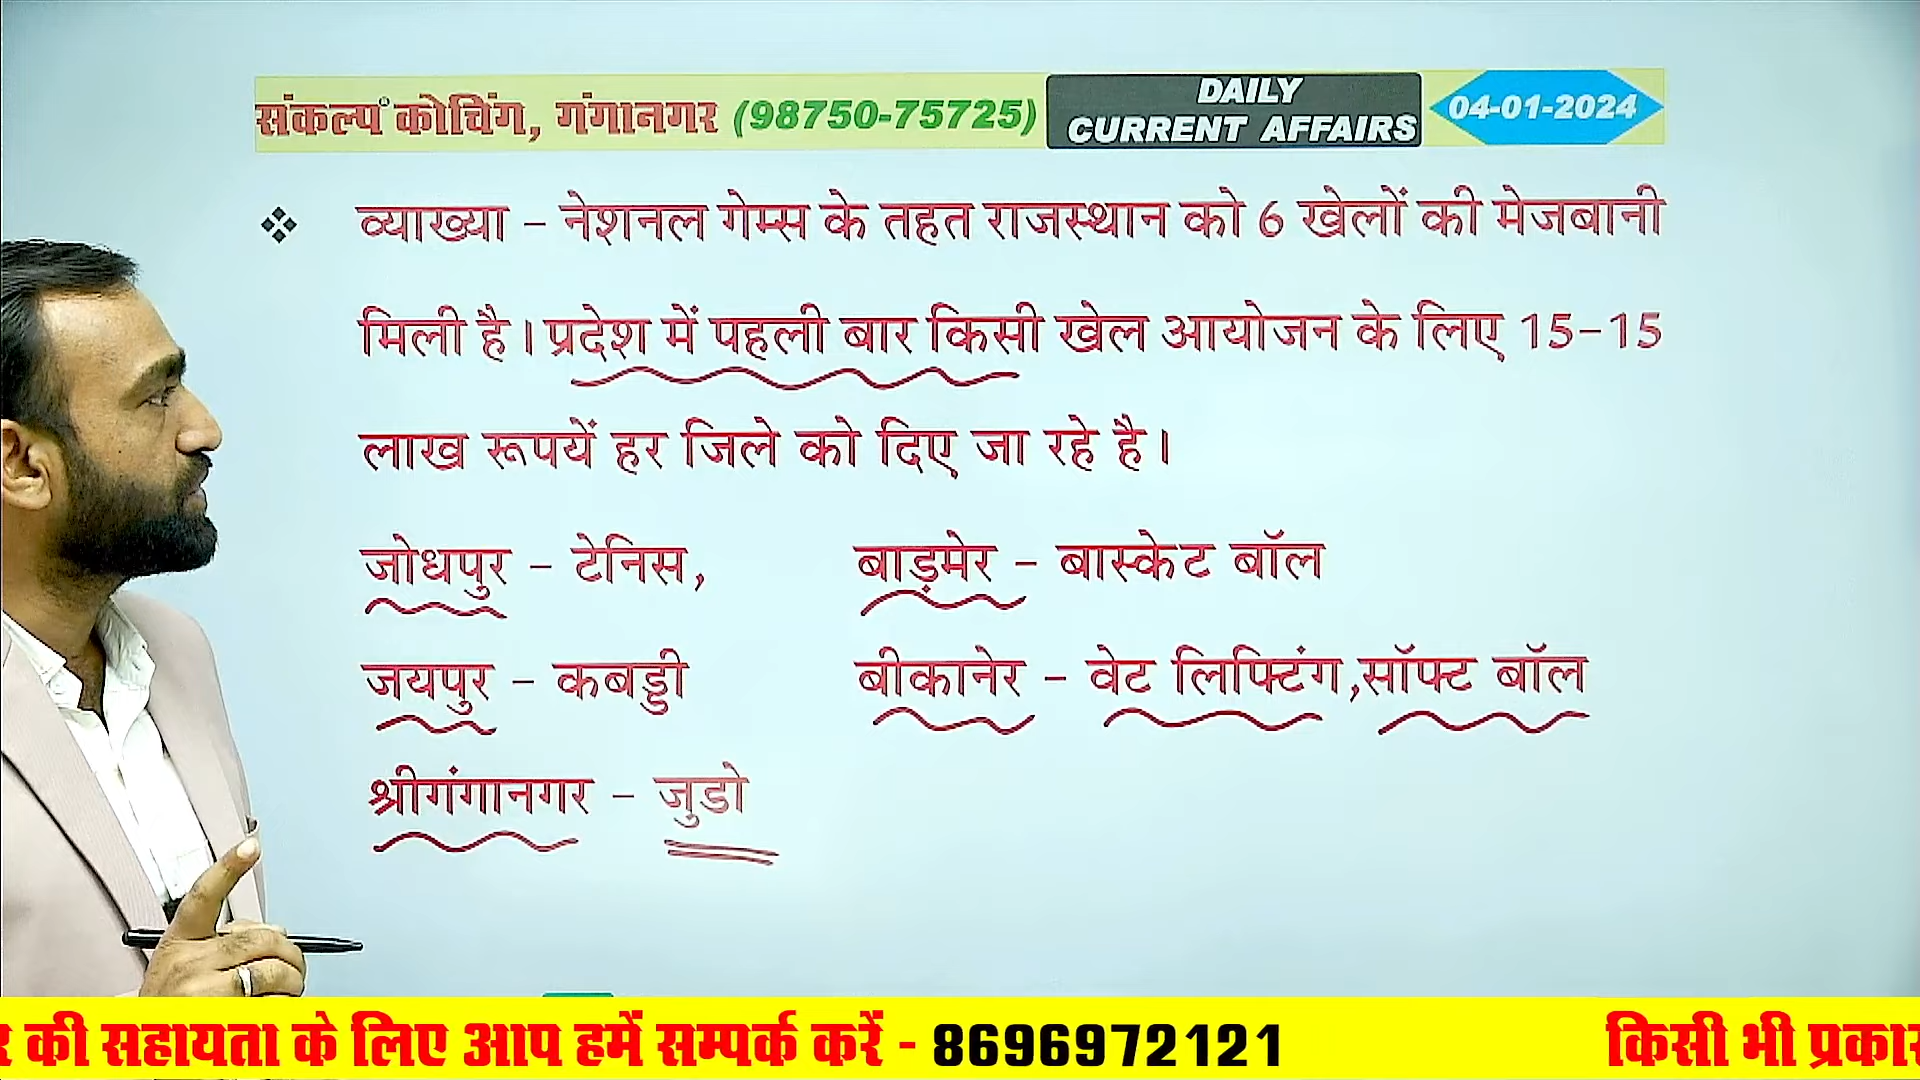 संकल्प कोचिंग, गंगानगर (98750-75725) DAILY CURRENT AFFAIRS 04-01-2024
❖ व्याख्या – नेशनल गेम्स के तहत राजस्थान को 6 खेलों की मेजबानी
मिली है। प्रदेश में पहली बार किसी खेल आयोजन के लिए 15–15
लाख रूपयें हर जिले को दिए जा रहे है।
जोधपुर – टेनिस, बाड़मेर – बास्केट बॉल
जयपुर – कबड्डी बीकानेर – वेट लिफ्टिंग,सॉफ्ट बॉल
श्रीगंगानगर – जुडो
की सहायता के लिए आप हमें सम्पर्क करें - 8696972121 किसी भी